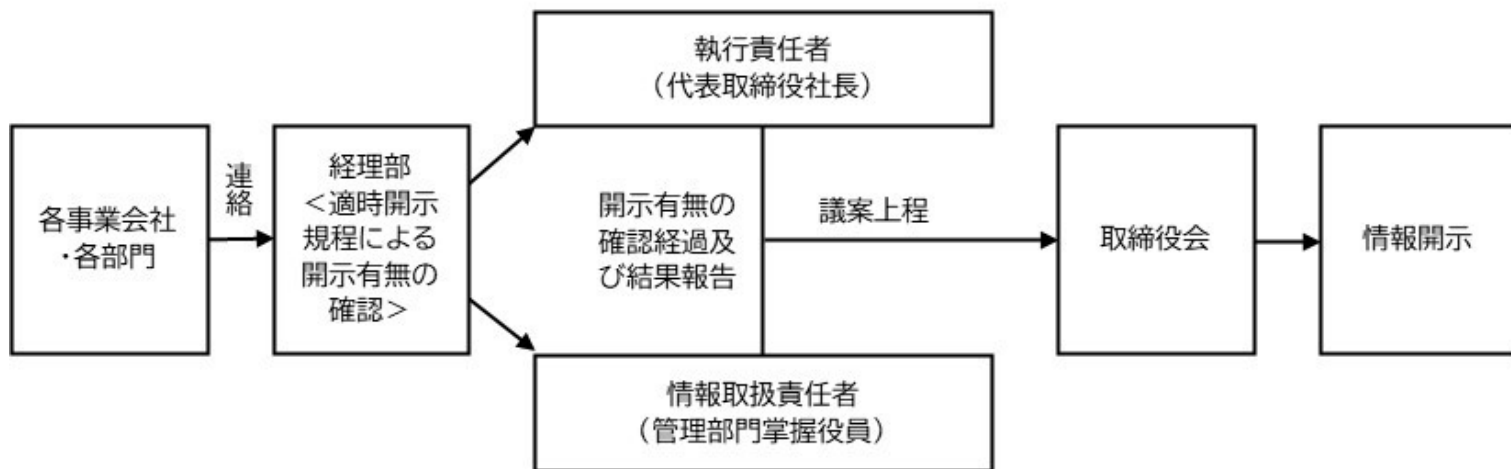 各事業会社
・各部門
連絡
経理部
＜適時開示
規程による
開示有無の
確認＞
執行責任者
（代表取締役社長）
開示有無の
確認経過及
び結果報告
情報取扱責任者
（管理部門掌握役員）
議案上程
取締役会
情報開示